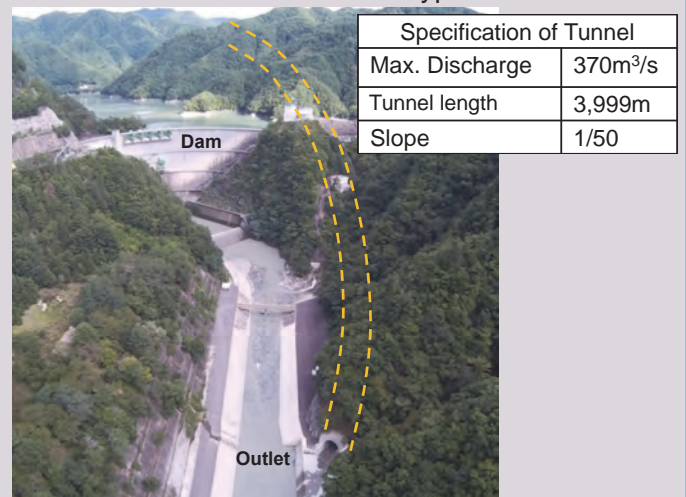 Specification of Tunnel
Max. Discharge 370m³/s
Tunnel length 3,999m
Slope 1/50
Dam
Outlet